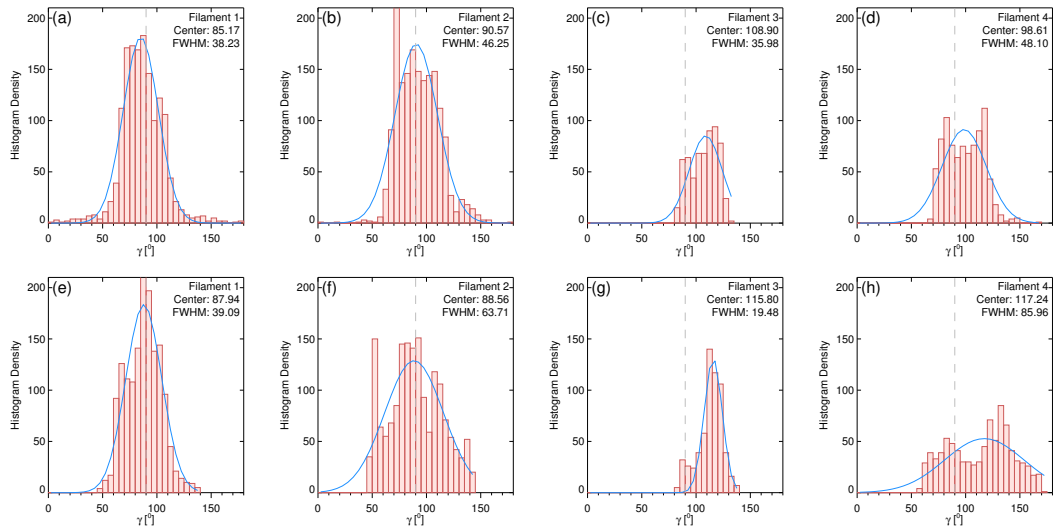 (a)
Filament 1
Center: 85.17
FWHM: 38.23
200
150
100
50
0
Histogram Density
0 50 100 150
γ [°]
(b)
Filament 2
Center: 90.57
FWHM: 46.25
200
150
100
50
0
Histogram Density
0 50 100 150
γ [°]
(c)
Filament 3
Center: 108.90
FWHM: 35.98
200
150
100
50
0
Histogram Density
0 50 100 150
γ [°]
(d)
Filament 4
Center: 98.61
FWHM: 48.10
200
150
100
50
0
Histogram Density
0 50 100 150
γ [°]
(e)
Filament 1
Center: 87.94
FWHM: 39.09
200
150
100
50
0
Histogram Density
0 50 100 150
γ [°]
(f)
Filament 2
Center: 88.56
FWHM: 63.71
200
150
100
50
0
Histogram Density
0 50 100 150
γ [°]
(g)
Filament 3
Center: 115.80
FWHM: 19.48
200
150
100
50
0
Histogram Density
0 50 100 150
γ [°]
(h)
Filament 4
Center: 117.24
FWHM: 85.96
200
150
100
50
0
Histogram Density
0 50 100 150
γ [°]